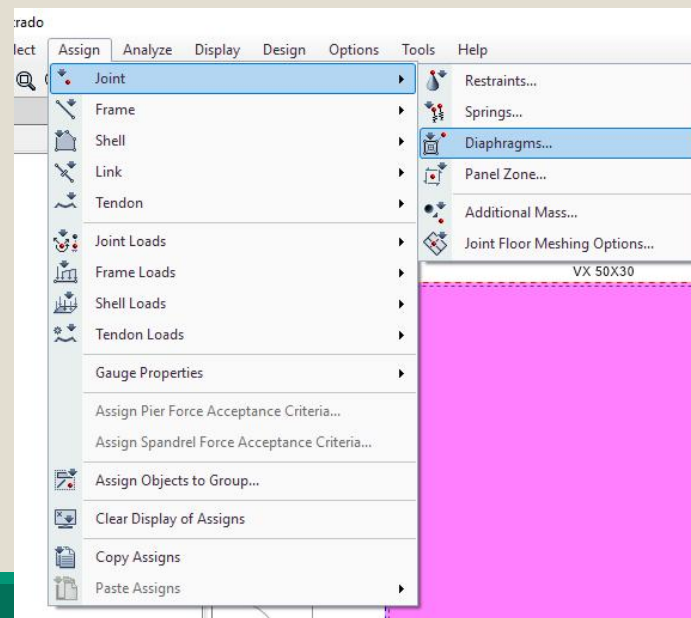 rado
lect Assign Analyze Display Design Options Tools Help
Joint
Frame
Shell
Link
Tendon
Joint Loads
Frame Loads
Shell Loads
Tendon Loads
Gauge Properties
Assign Pier Force Acceptance Criteria...
Assign Spandrel Force Acceptance Criteria...
Assign Objects to Group...
Clear Display of Assigns
Copy Assigns
Paste Assigns
Restraints...
Springs...
Diaphragms...
Panel Zone...
Additional Mass...
Joint Floor Meshing Options...
VX 50X30